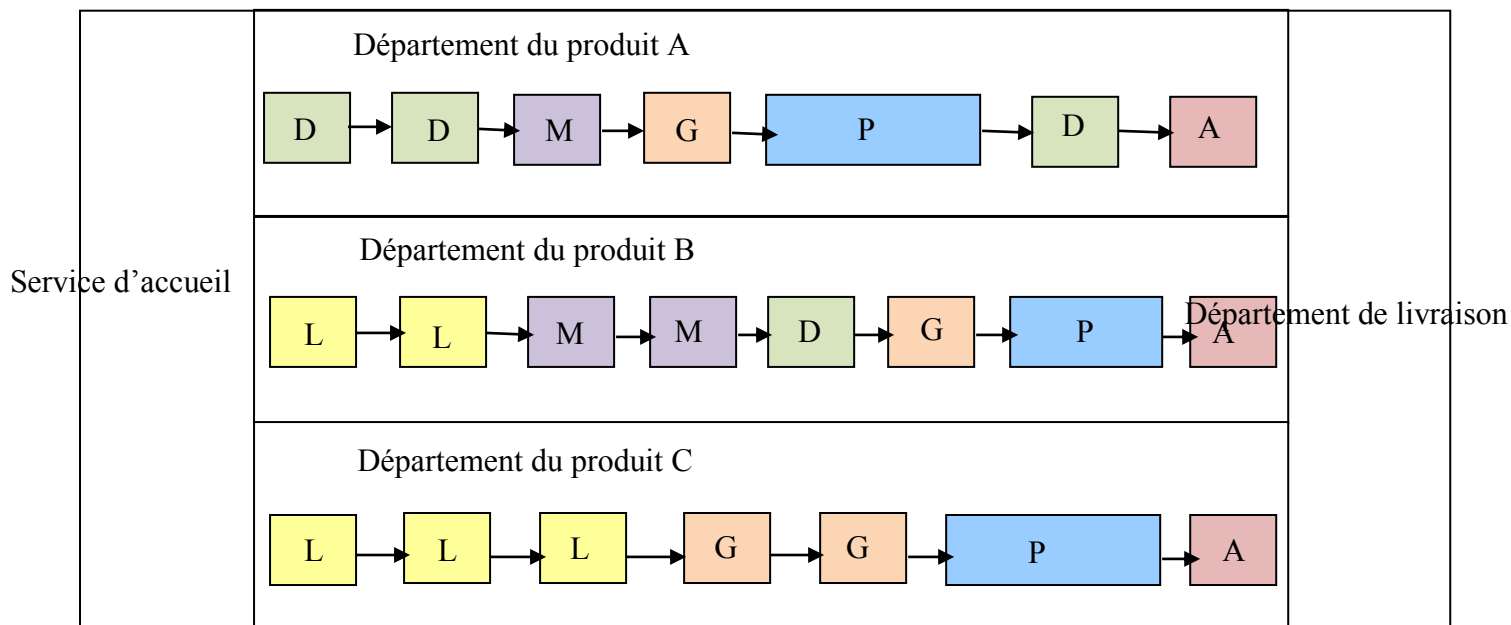 Département du produit A
D D M G P D A
Département du produit B
Service d’accueil
L L M M D G P A
Département de livraison
Département du produit C
L L L G G P A